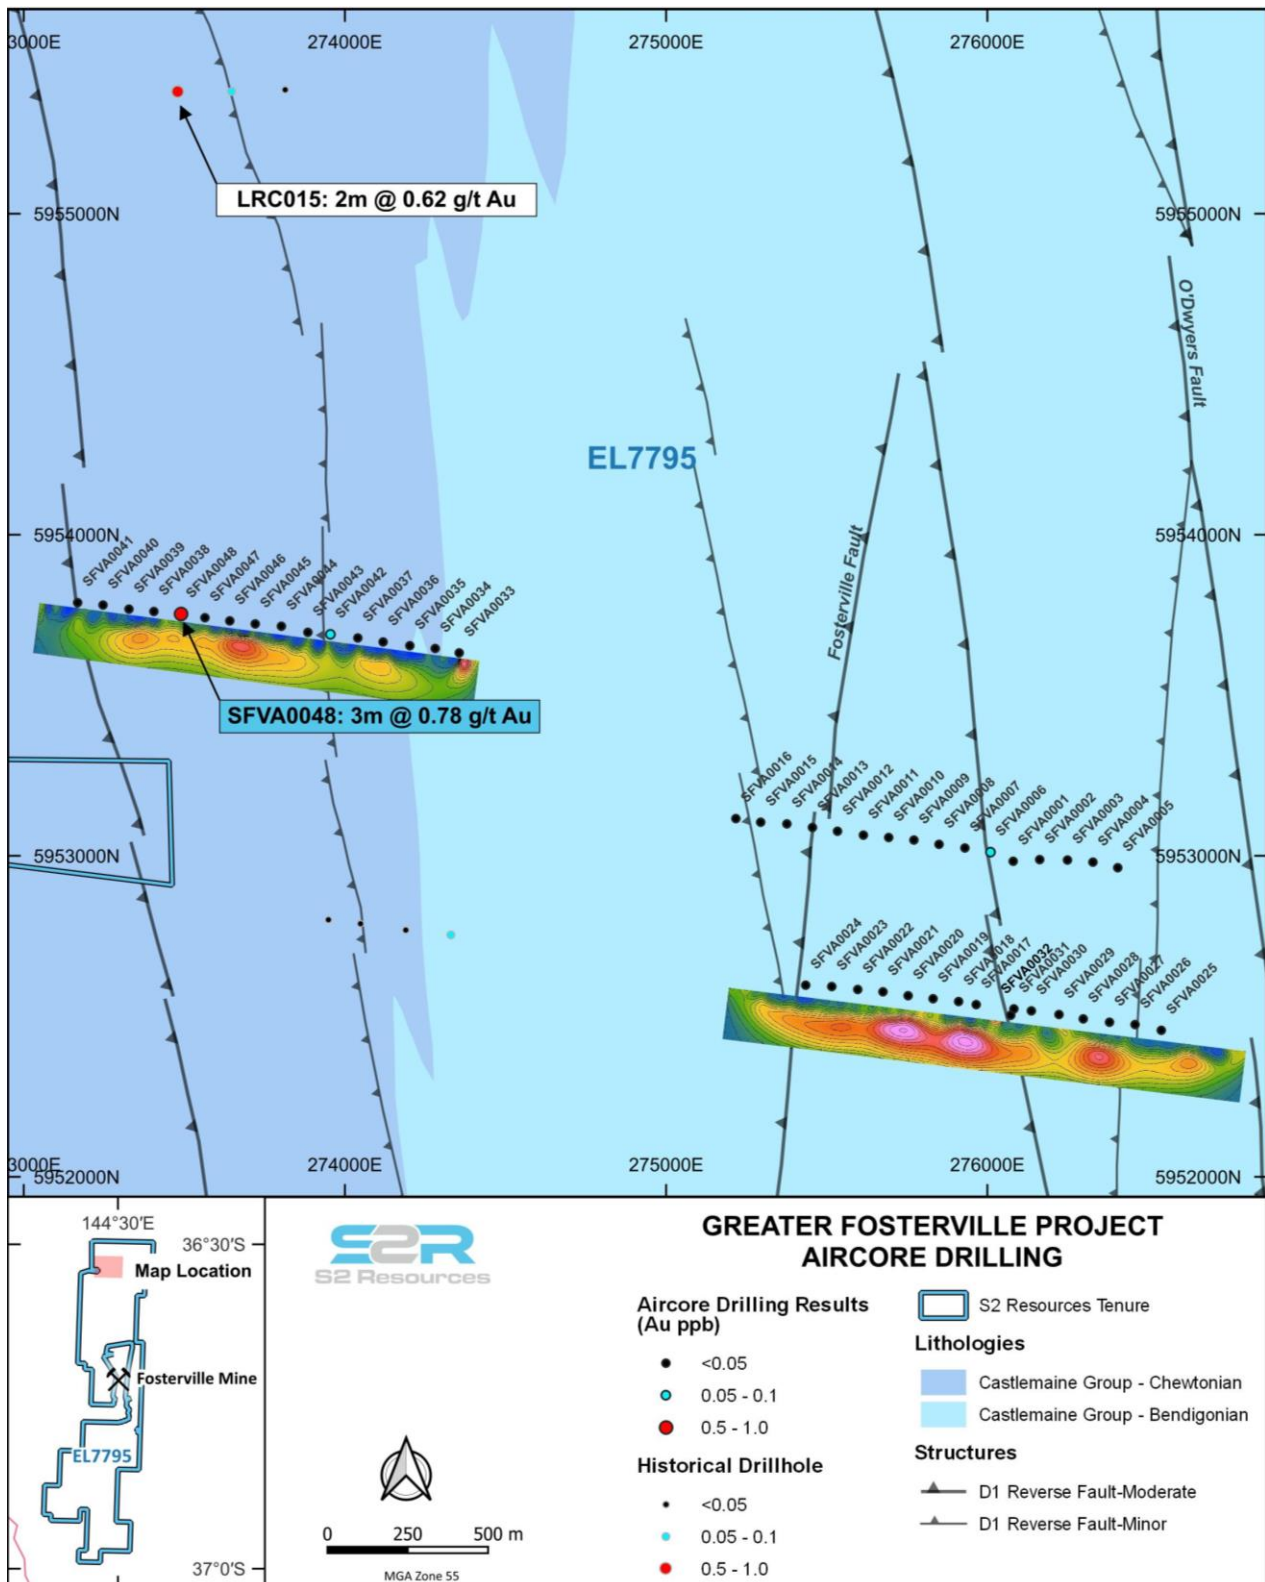 3000E
274000E
275000E
276000E
LRC015: 2m @ 0.62 g/t Au
5955000N
5955000N
O'Dwyers Fault
EL7795
5954000N
5954000N
Fosterville Fault
SFVA0041
SFVA0040
SFVA0039
SFVA0038
SFVA0048
SFVA0047
SFVA0046
SFVA0045
SFVA0044
SFVA0043
SFVA0042
SFVA0037
SFVA0036
SFVA0035
SFVA0034
SFVA0033
SFVA0048: 3m @ 0.78 g/t Au
SFVA0016
SFVA0015
SFVA0014
SFVA0013
SFVA0012
SFVA0011
SFVA0010
SFVA0009
SFVA0008
SFVA0007
SFVA0006
SFVA0001
SFVA0002
SFVA0003
SFVA0004
SFVA0005
5953000N
5953000N
SFVA0024
SFVA0023
SFVA0022
SFVA0021
SFVA0020
SFVA0019
SFVA0018
SFVA0017
SFVA0032
SFVA0031
SFVA0030
SFVA0029
SFVA0028
SFVA0027
SFVA0026
SFVA0025
3000E
274000E
275000E
276000E
5952000N
5952000N
144°30'E
36°30'S
Map Location
Fosterville Mine
EL7795
37°0'S
S2R
S2 Resources
0 250 500 m
MGA Zone 55
GREATER FOSTERVILLE PROJECT
AIRCORE DRILLING
Aircore Drilling Results
(Au ppb)
<0.05
0.05 - 0.1
0.5 - 1.0
Historical Drillhole
<0.05
0.05 - 0.1
0.5 - 1.0
S2 Resources Tenure
Lithologies
Castlemaine Group - Chewtonian
Castlemaine Group - Bendigonian
Structures
D1 Reverse Fault-Moderate
D1 Reverse Fault-Minor